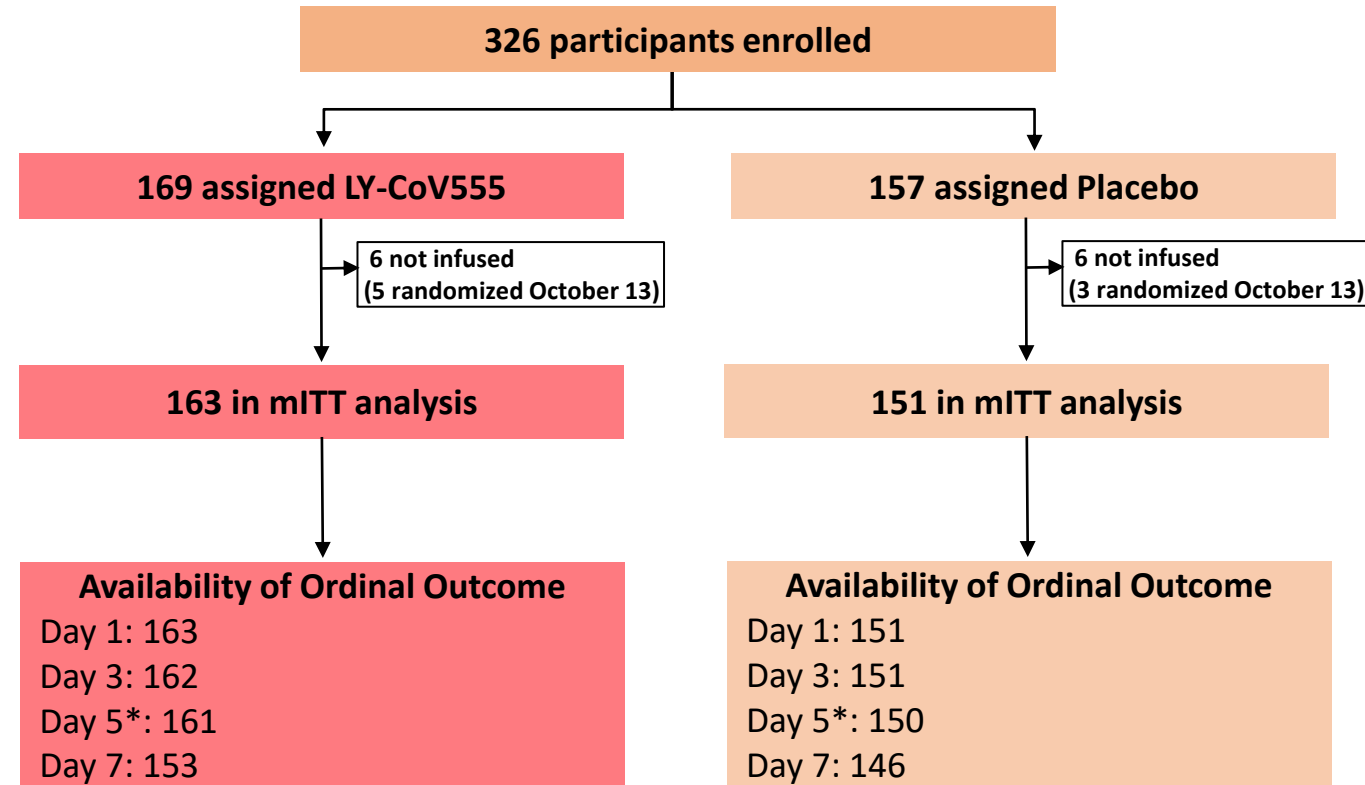 326 participants enrolled
169 assigned LY-CoV555
157 assigned Placebo
6 not infused
(5 randomized October 13)
6 not infused
(3 randomized October 13)
163 in mITT analysis
151 in mITT analysis
Availability of Ordinal Outcome
Day 1: 163
Day 3: 162
Day 5*: 161
Day 7: 153
Availability of Ordinal Outcome
Day 1: 151
Day 3: 151
Day 5*: 150
Day 7: 146